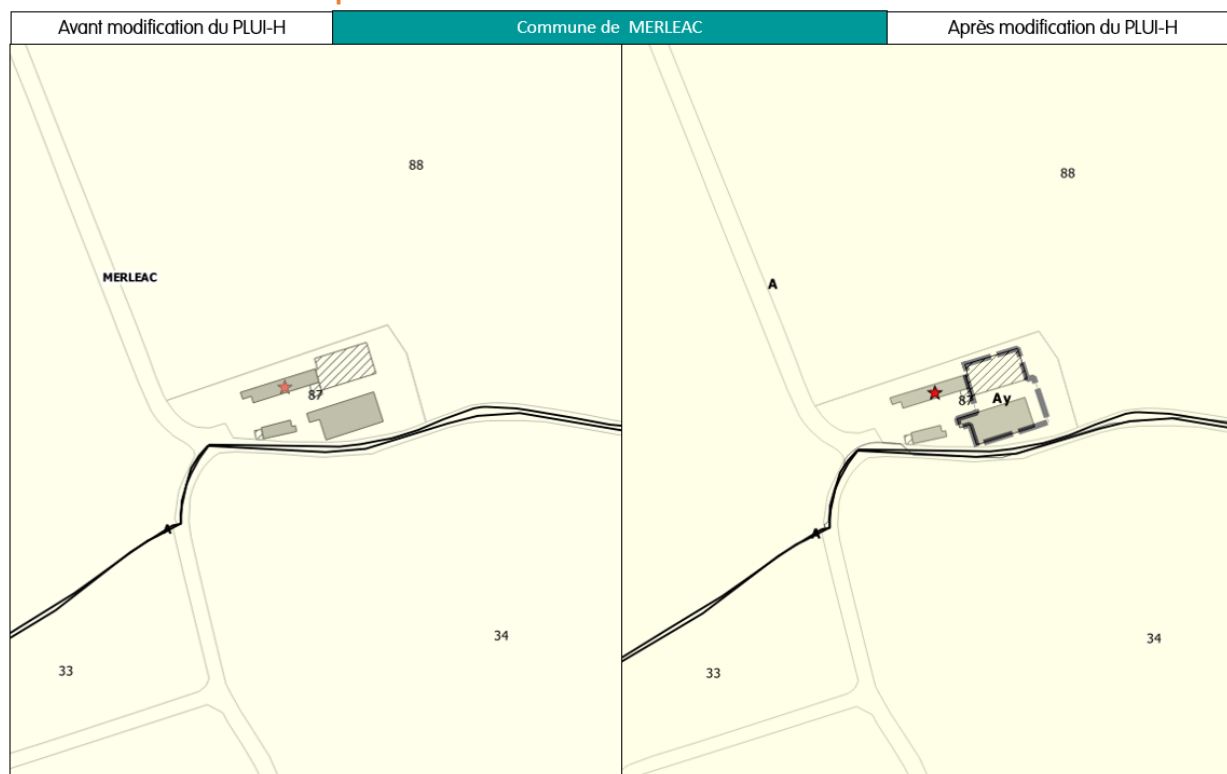 Avant modification du PLUI-H
Commune de MERLEAC
Après modification du PLUI-H
88
MERLEAC
87
A
34
33
88
A
87
Ay
A
34
33